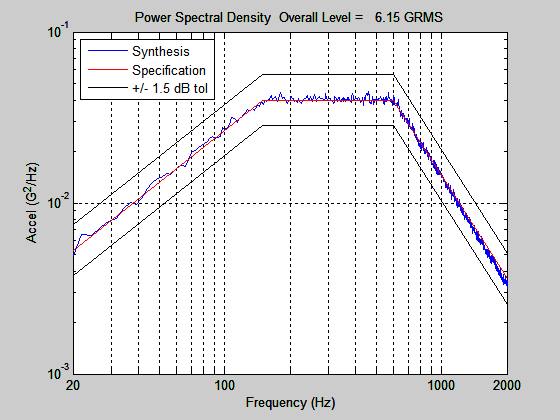 Power Spectral Density  Overall Level =   6.15 GRMS
Synthesis
Specification
+/- 1.5 dB tol
Accel (G²/Hz)
10⁻¹
10⁻²
10⁻³
20
100
1000
2000
Frequency (Hz)